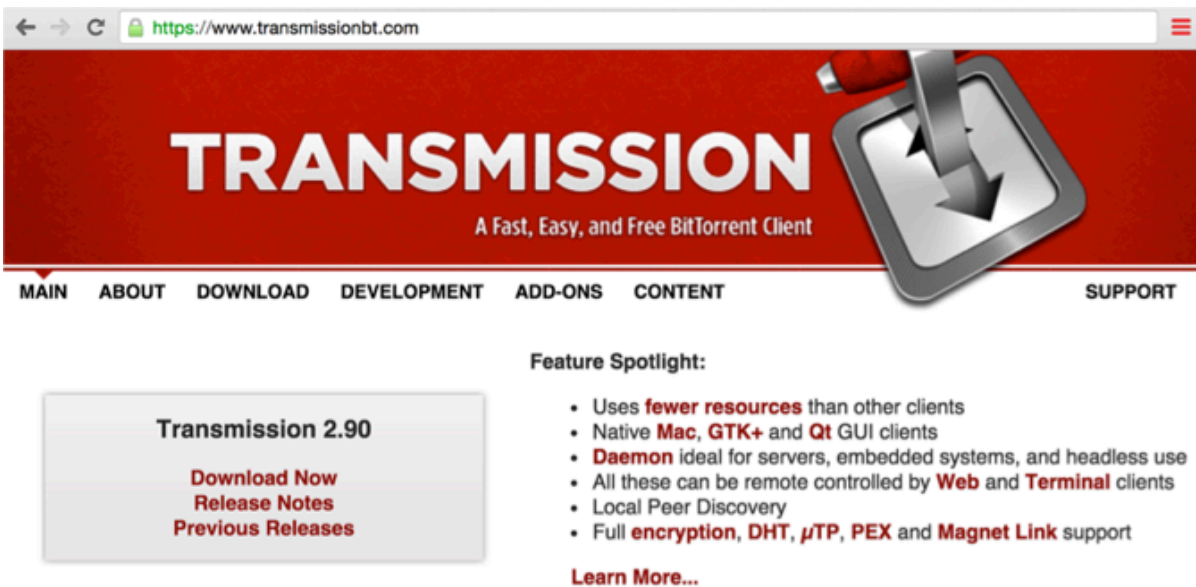 https://www.transmissionbt.com
TRANSMISSION
A Fast, Easy, and Free BitTorrent Client
MAIN ABOUT DOWNLOAD DEVELOPMENT ADD-ONS CONTENT SUPPORT
Transmission 2.90
Download Now
Release Notes
Previous Releases
Feature Spotlight:
• Uses fewer resources than other clients
• Native Mac, GTK+ and Qt GUI clients
• Daemon ideal for servers, embedded systems, and headless use
• All these can be remote controlled by Web and Terminal clients
• Local Peer Discovery
• Full encryption, DHT, µTP, PEX and Magnet Link support
Learn More...